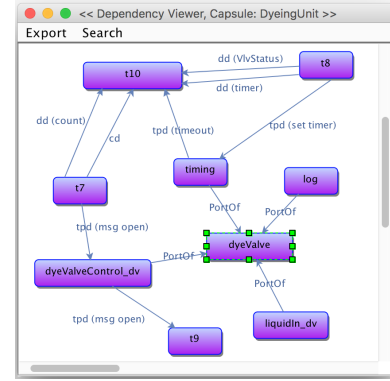 << Dependency Viewer, Capsule: DyeingUnit >>
Export Search
t10
dd (VlvStatus)
t8
dd (timer)
dd (count)
cd
tpd (timeout)
tpd (set timer)
timing
log
t7
PortOf
PortOf
tpd (msg open)
dyeValve
PortOf
dyeValveControl_dv
PortOf
tpd (msg open)
liquidIn_dv
t9